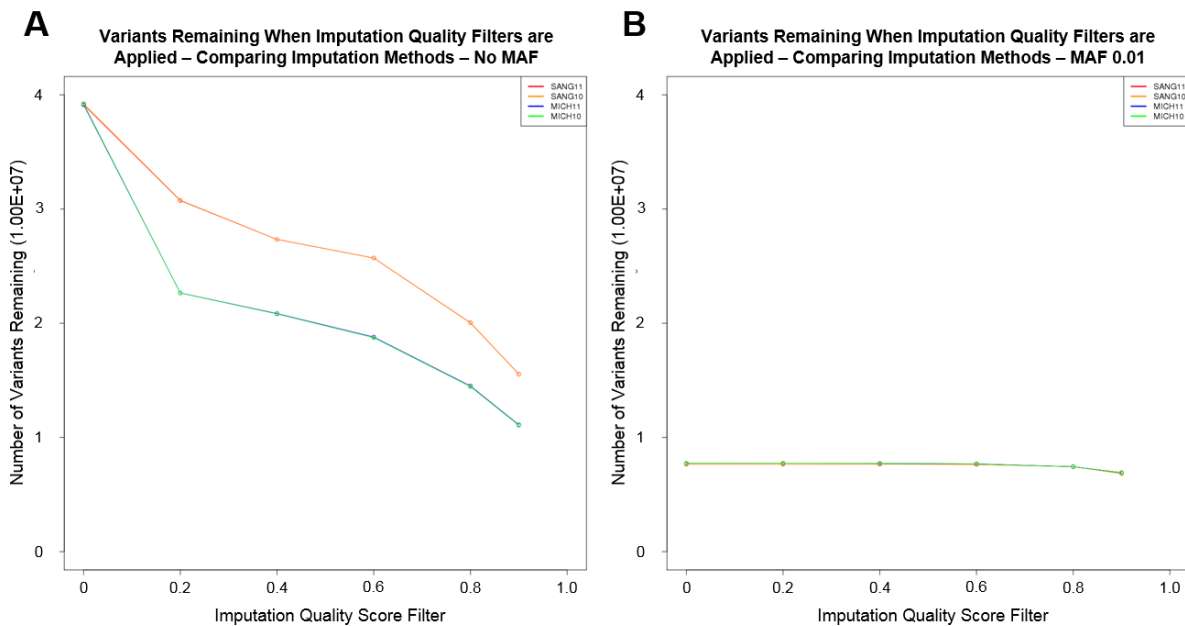 A
Variants Remaining When Imputation Quality Filters are
Applied – Comparing Imputation Methods – No MAF
SANG11
SANG10
MICH11
MICH10
Number of Variants Remaining (1.00E+07)
4
3
2
1
0
0
0.2
0.4
0.6
0.8
1.0
Imputation Quality Score Filter
B
Variants Remaining When Imputation Quality Filters are
Applied – Comparing Imputation Methods – MAF 0.01
SANG11
SANG10
MICH11
MICH10
Number of Variants Remaining (1.00E+07)
4
3
2
1
0
0
0.2
0.4
0.6
0.8
1.0
Imputation Quality Score Filter